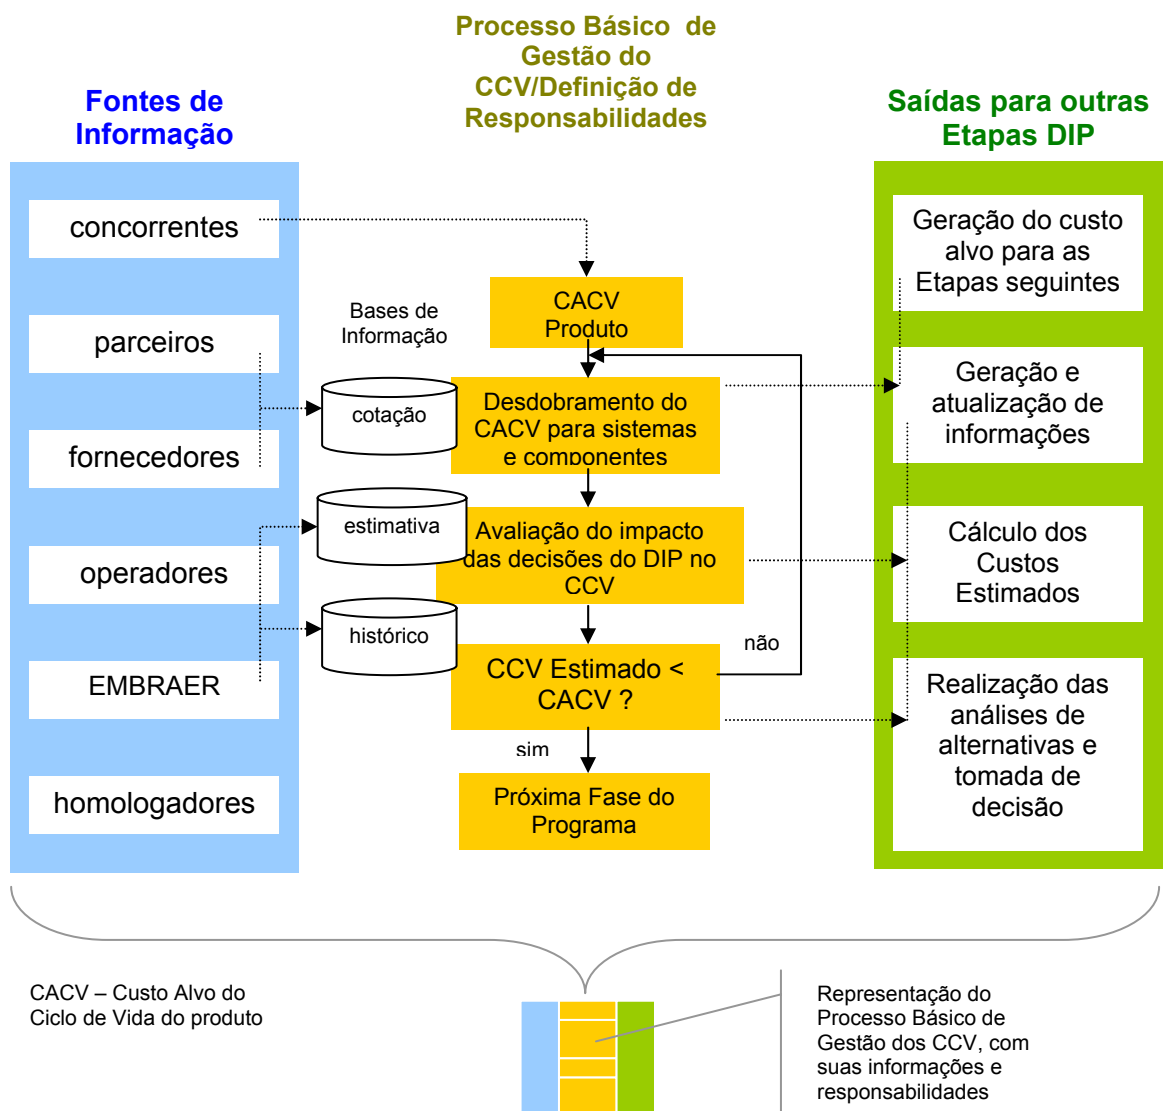 Processo Básico de
Gestão do
CCV/Definição de
Responsabilidades
Fontes de
Informação
Saídas para outras
Etapas DIP
concorrentes
parceiros
fornecedores
operadores
EMBRAER
homologadores
Bases de
Informação
cotação
estimativa
histórico
CACV
Produto
Desdobramento do
CACV para sistemas
e componentes
Avaliação do impacto
das decisões do DIP no
CCV
CCV Estimado <
CACV ?
não
sim
Próxima Fase do
Programa
Geração do custo
alvo para as
Etapas seguintes
Geração e
atualização de
informações
Cálculo dos
Custos
Estimados
Realização das
análises de
alternativas e
tomada de
decisão
CACV – Custo Alvo do
Ciclo de Vida do produto
Representação do
Processo Básico de
Gestão dos CCV, com
suas informações e
responsabilidades